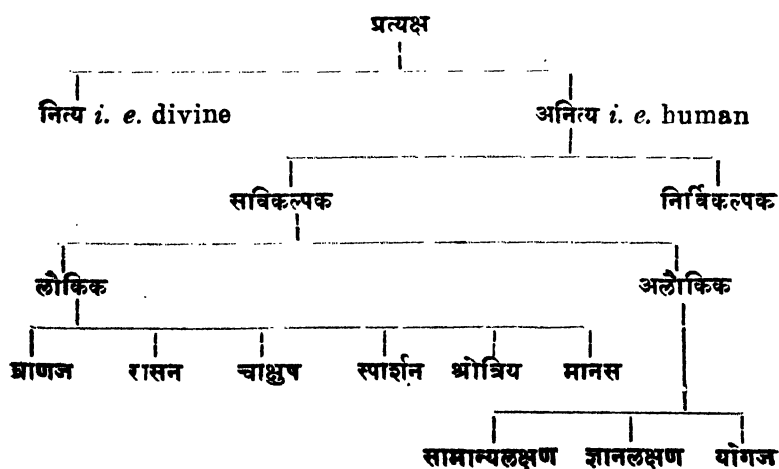 प्रत्यक्ष
नित्य i. e. divine अनित्य i. e. human
सविकल्पक निर्विकल्पक
लौकिक अलौकिक
घ्राणज रासन चाक्षुष स्पार्शन श्रोत्रिय मानस
सामान्यलक्षण ज्ञानलक्षण योगज